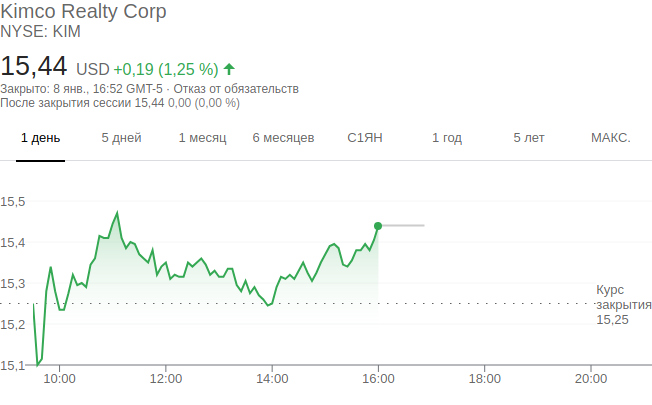 Kimco Realty Corp
NYSE: KIM
15,44 USD +0,19 (1,25 %)
Закрыто: 8 янв., 16:52 GMT-5 · Отказ от обязательств
После закрытия сессии 15,44 0,00 (0,00 %)
1 день 5 дней 1 месяц 6 месяцев С1ЯН 1 год 5 лет МАКС.
15,5
15,4
15,3
Курс
закрытия
15,25
15,2
15,1
10:00 12:00 14:00 16:00 18:00 20:00